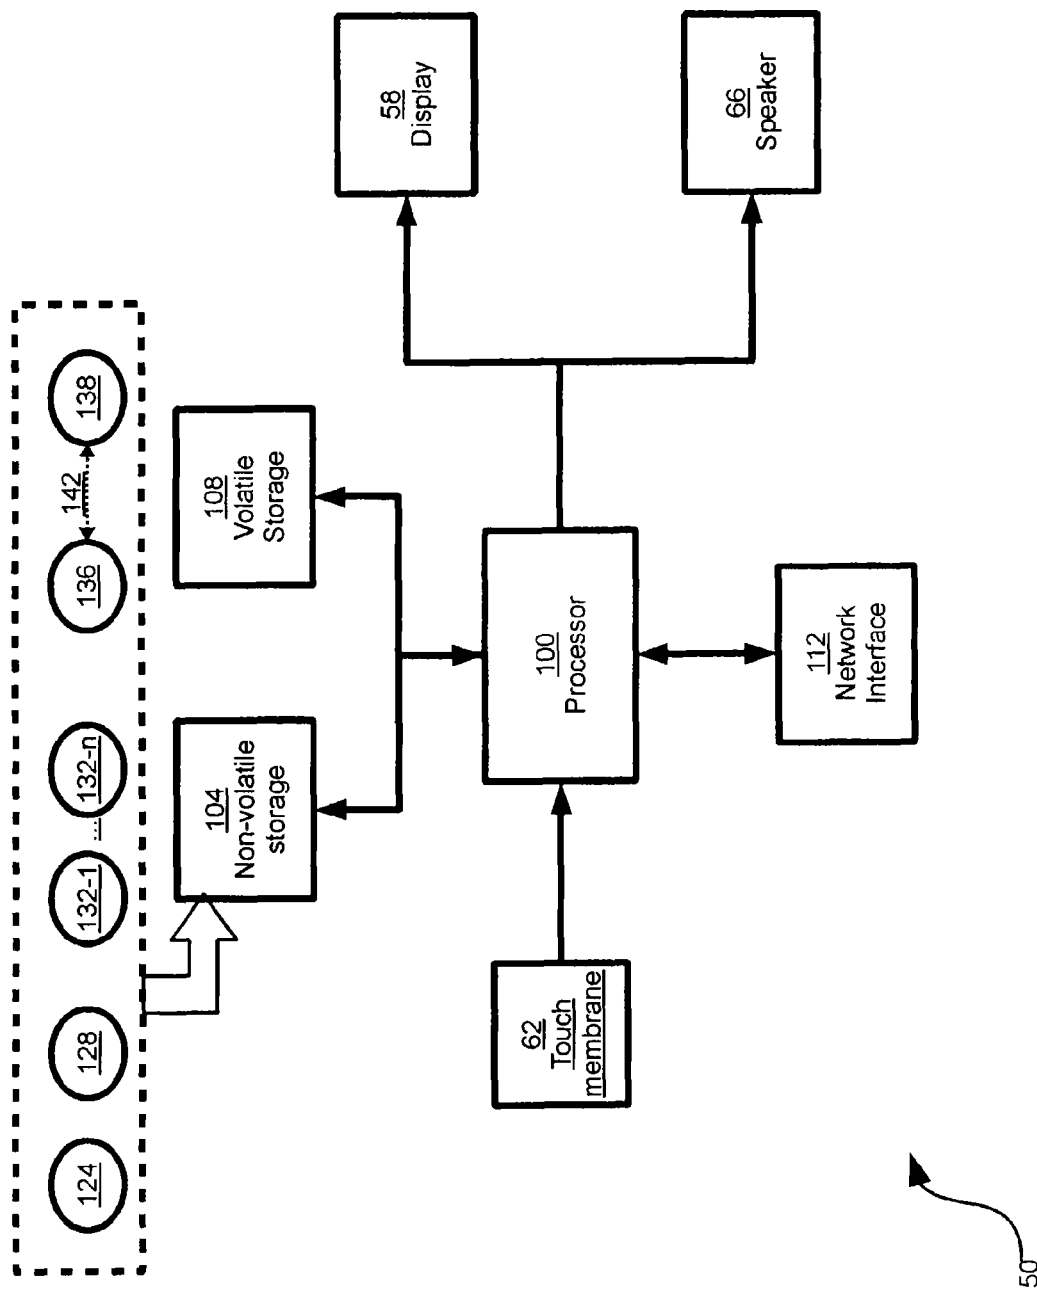 124
128
132-1
...
132-n
136
142
138
104
Non-volatile
storage
108
Volatile
Storage
62
Touch
membrane
100
Processor
112
Network
Interface
58
Display
66
Speaker
50